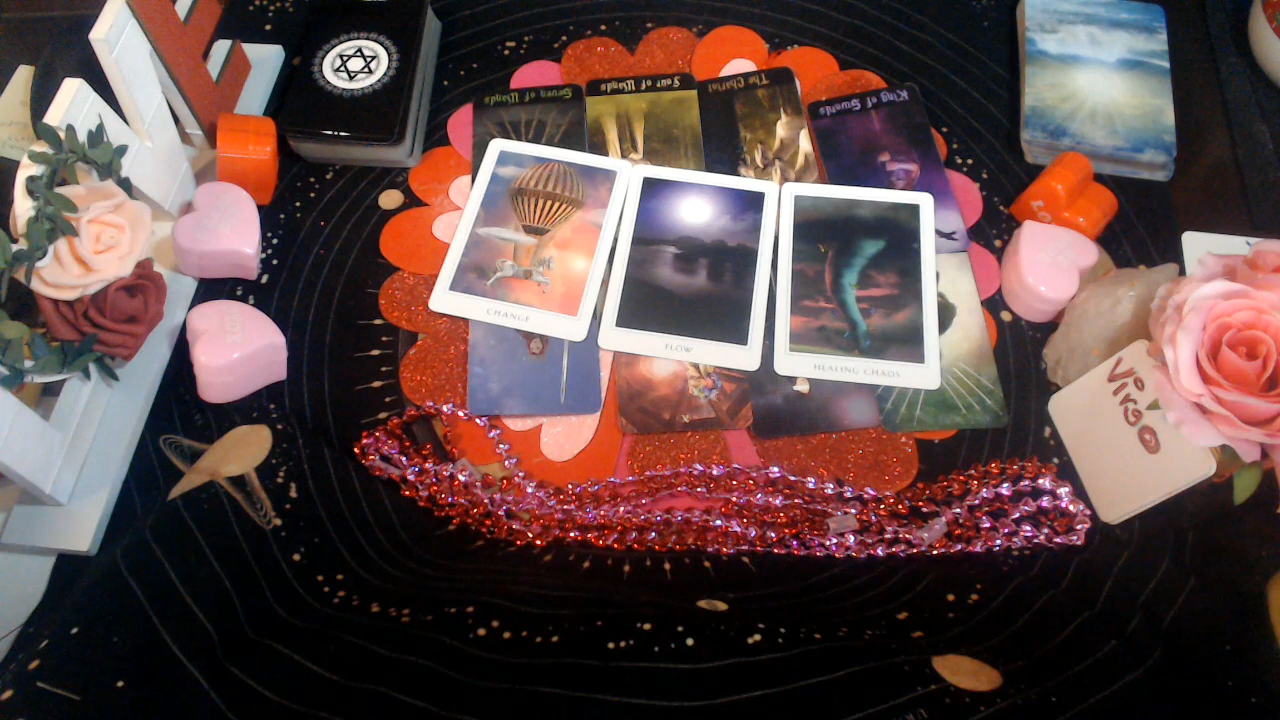 Seven of Wands
Four of Wands
The Chariot
King of Swords
CHANGE
FLOW
HEALING CHAOS
Virgo